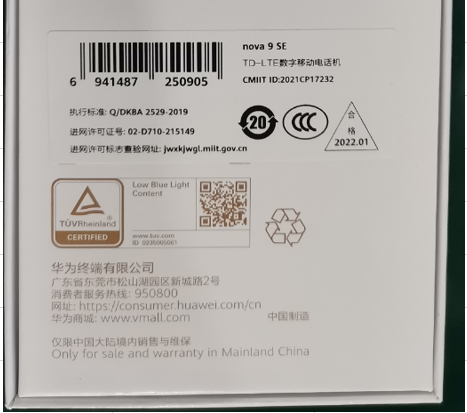 nova 9 SE
TD-LTE数字移动电话机
CMIIT ID:2021CP17232
6 941487 250905
执行标准: Q/DKBA 2529-2019
进网许可证号: 02-D710-215149
进网许可标志查验网址: jwxkjwgl.miit.gov.cn
20
CCC
合
格
2022.01
TÜVRheinland
CERTIFIED
Low Blue Light
Content
www.tuv.com
ID 0235005061
华为终端有限公司
广东省东莞市松山湖园区新城路2号
消费者服务热线: 950800
网址: https://consumer.huawei.com/cn
华为商城: www.vmall.com
中国制造
仅限中国大陆境内销售与维保
Only for sale and warranty in Mainland China